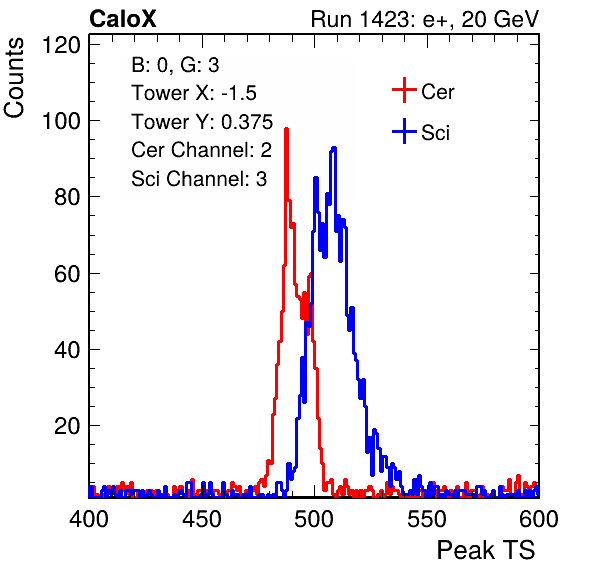 CaloX Run 1423: e+, 20 GeV
Counts
120
100
80
60
40
20
B: 0, G: 3
Tower X: -1.5
Tower Y: 0.375
Cer Channel: 2
Sci Channel: 3
Cer
Sci
400 450 500 550 600
Peak TS